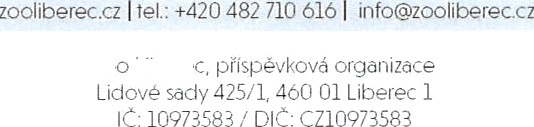 zooliberec.cz | tel.: +420 482 710 616 | info@zooliberec.cz
příspěvková organizace
Lidové sady 425/1, 460 01 Liberec 1
IČ: 10973583 / DIČ: CZ10973583